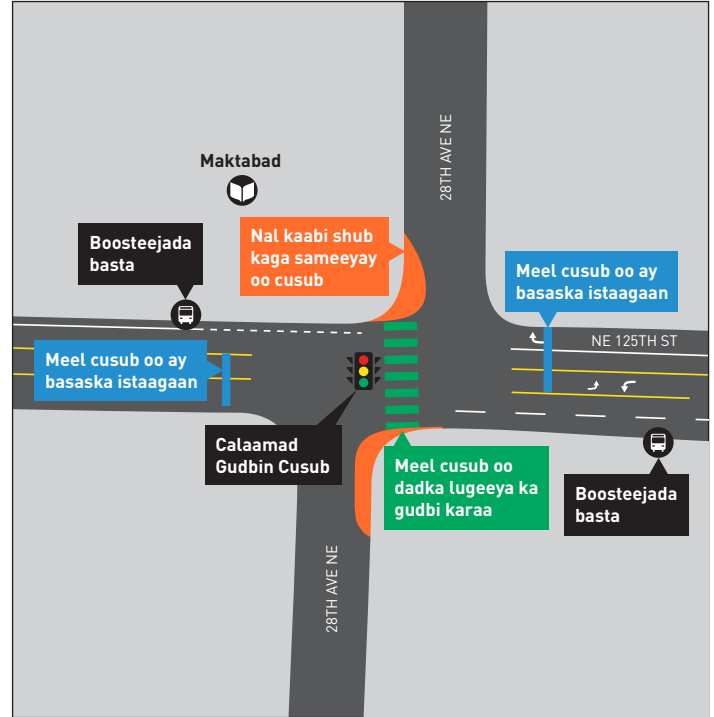 28TH AVE NE
Maktabad
Boosteejada
basta
Nal kaabi shub
kaga sameeyay
oo cusub
Meel cusub oo ay
basaska istaagaan
NE 125TH ST
Meel cusub oo ay
basaska istaagaan
Calaamad
Gudbin Cusub
Meel cusub oo
dadka lugeeya ka
gudbi karaa
Boosteejada
basta
28TH AVE NE